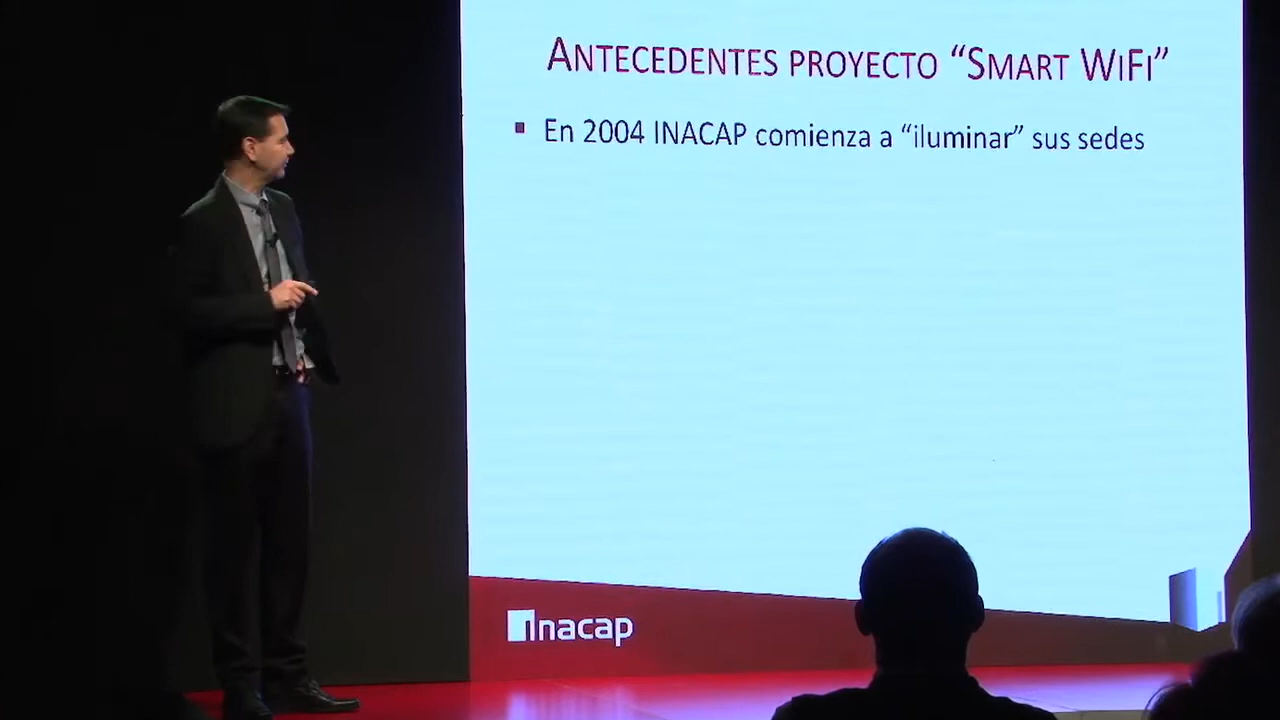 ANTECEDENTES PROYECTO “SMART WIFI”
▪ En 2004 INACAP comienza a “iluminar” sus sedes
Inacap